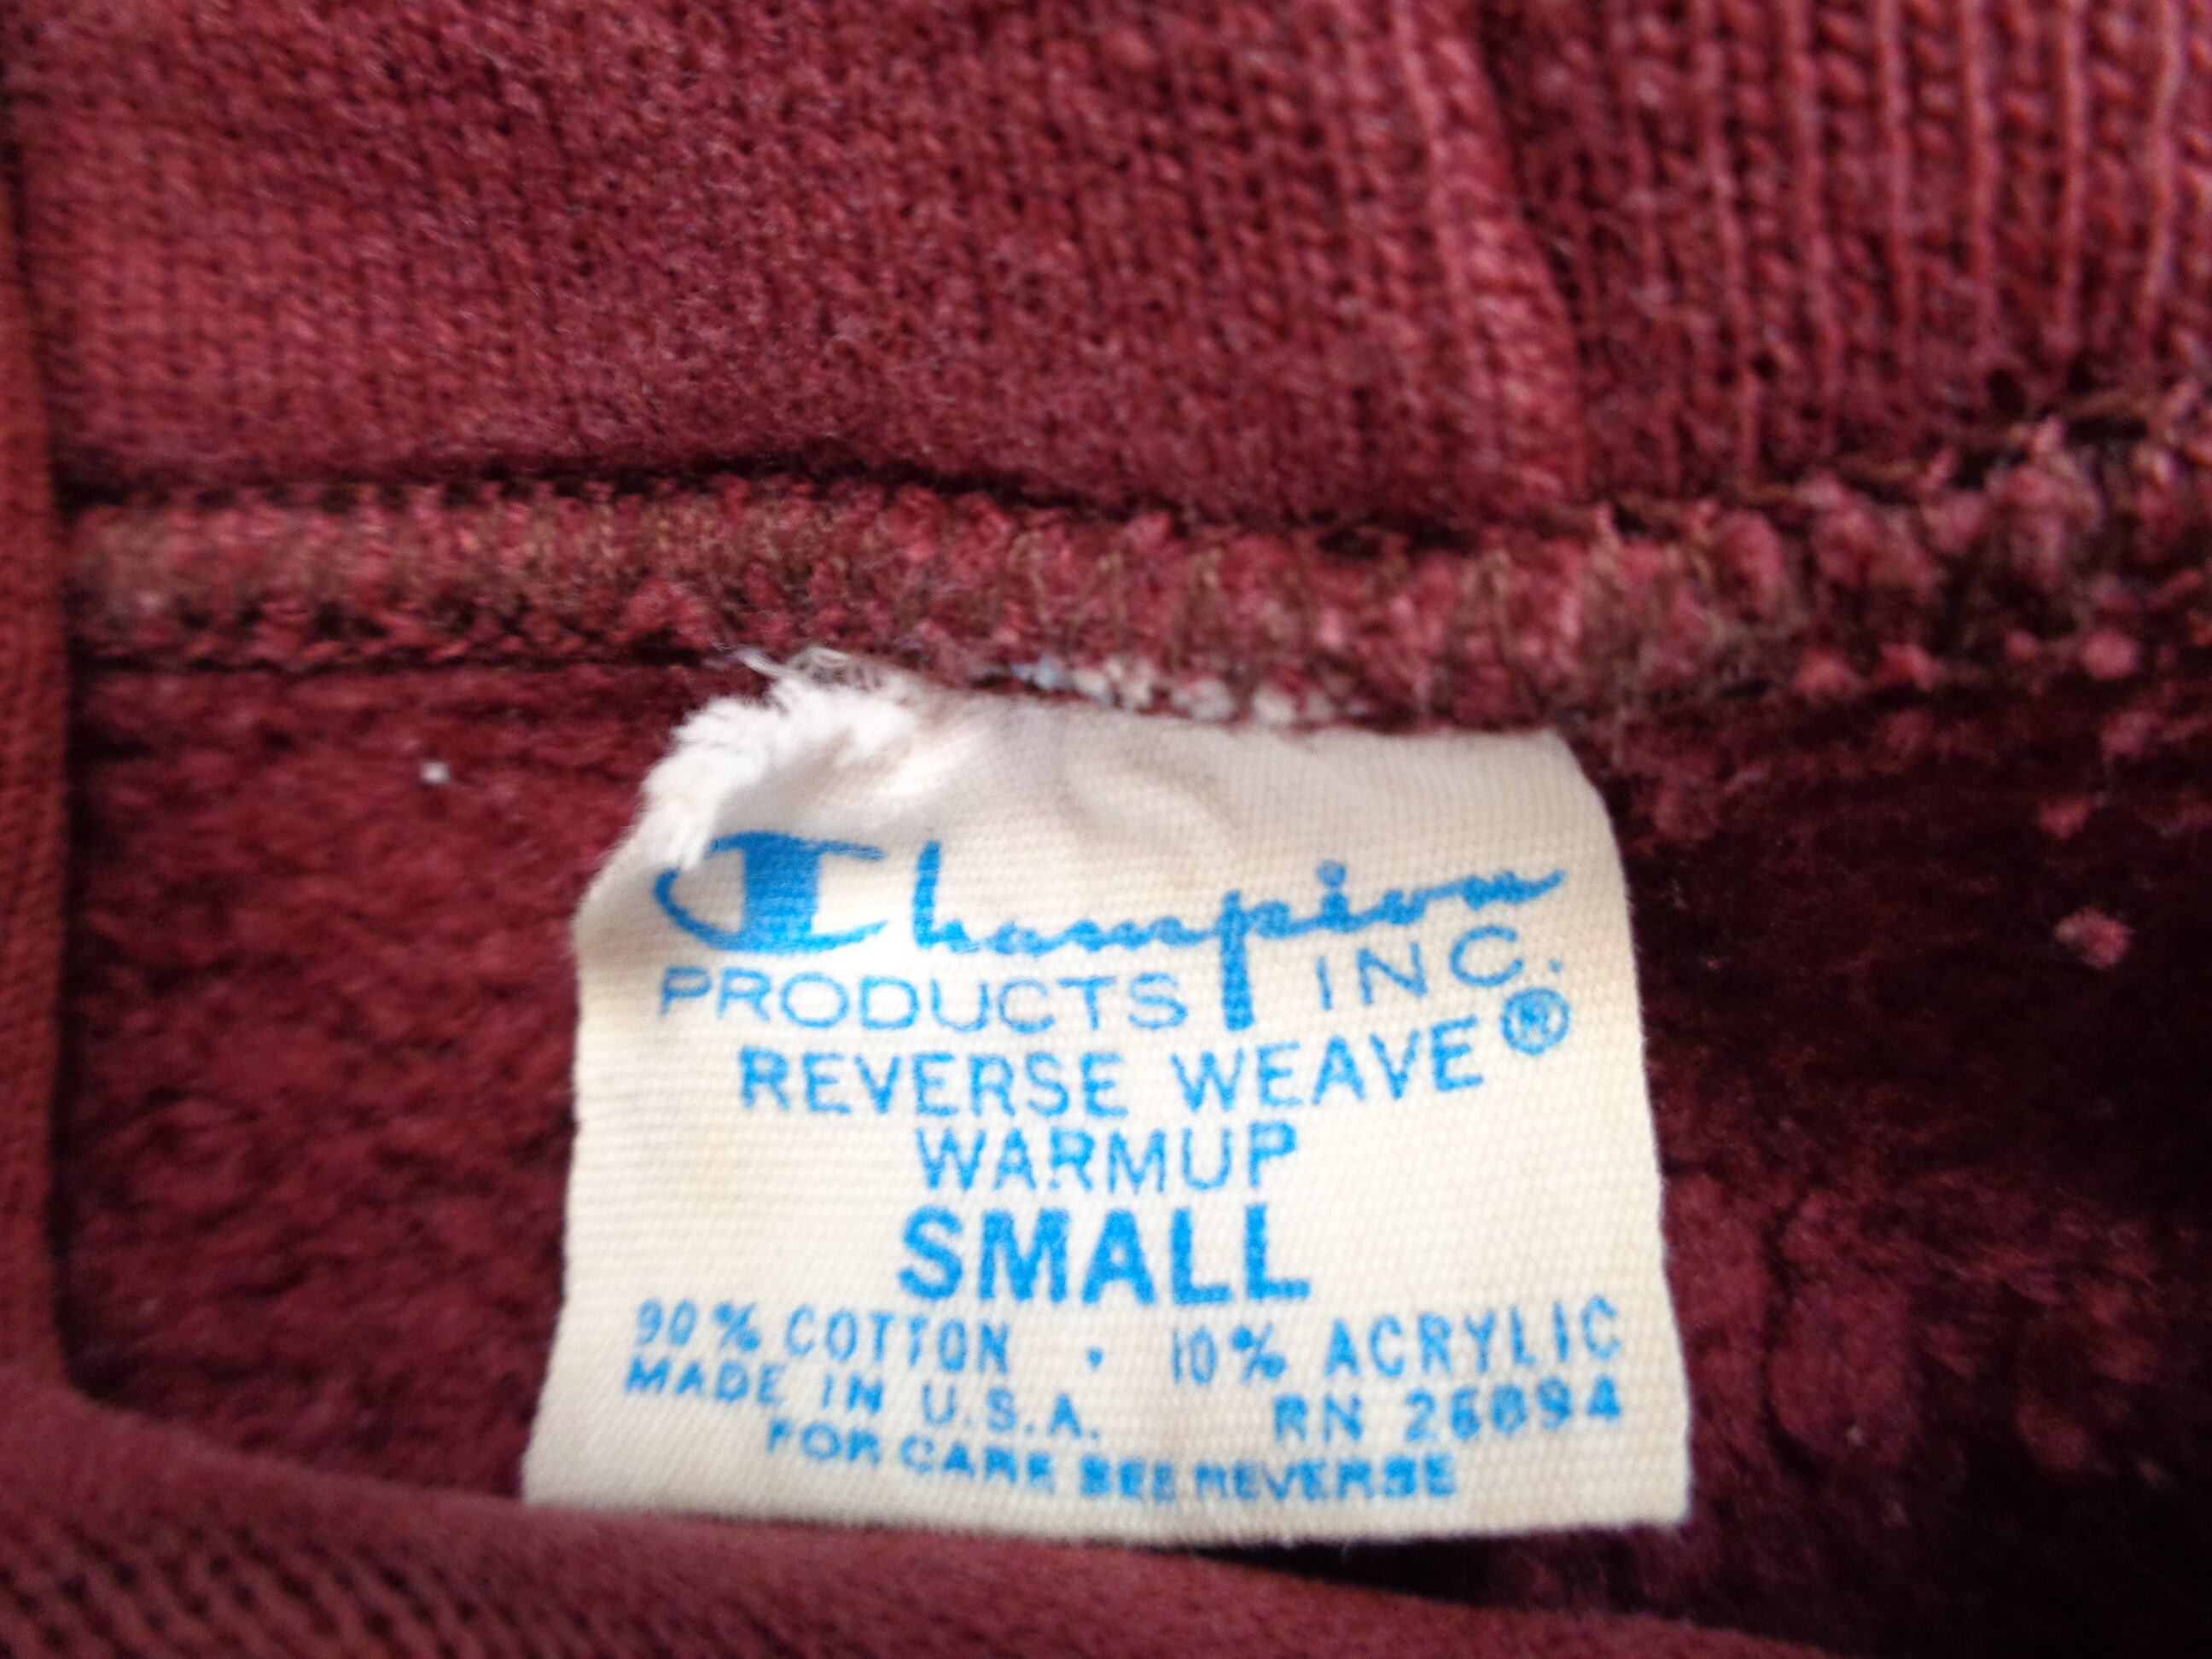 Champion
PRODUCTS INC.
REVERSE WEAVE®
WARMUP
SMALL
90% COTTON · 10% ACRYLIC
MADE IN U.S.A. RN 26094
FOR CARE SEE REVERSE